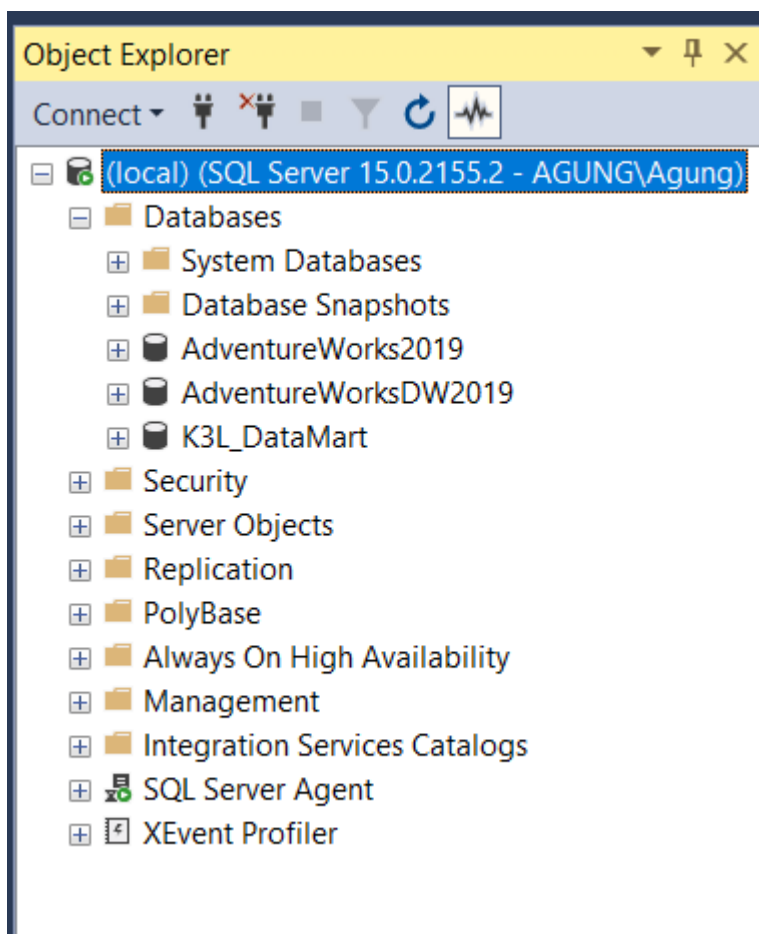 Object Explorer
Connect
(local) (SQL Server 15.0.2155.2 - AGUNG\Agung)
Databases
System Databases
Database Snapshots
AdventureWorks2019
AdventureWorksDW2019
K3L_DataMart
Security
Server Objects
Replication
PolyBase
Always On High Availability
Management
Integration Services Catalogs
SQL Server Agent
XEvent Profiler